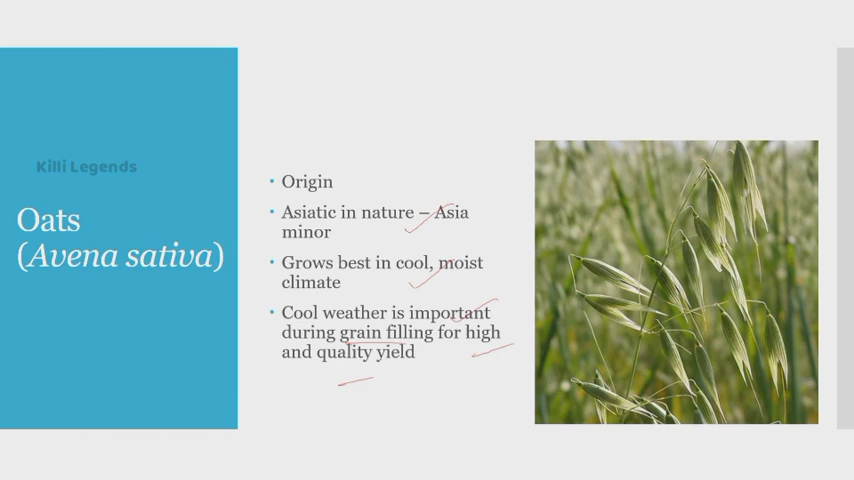 Killi Legends
Oats
(Avena sativa)
• Origin
• Asiatic in nature – Asia
minor
• Grows best in cool, moist
climate
• Cool weather is important
during grain filling for high
and quality yield